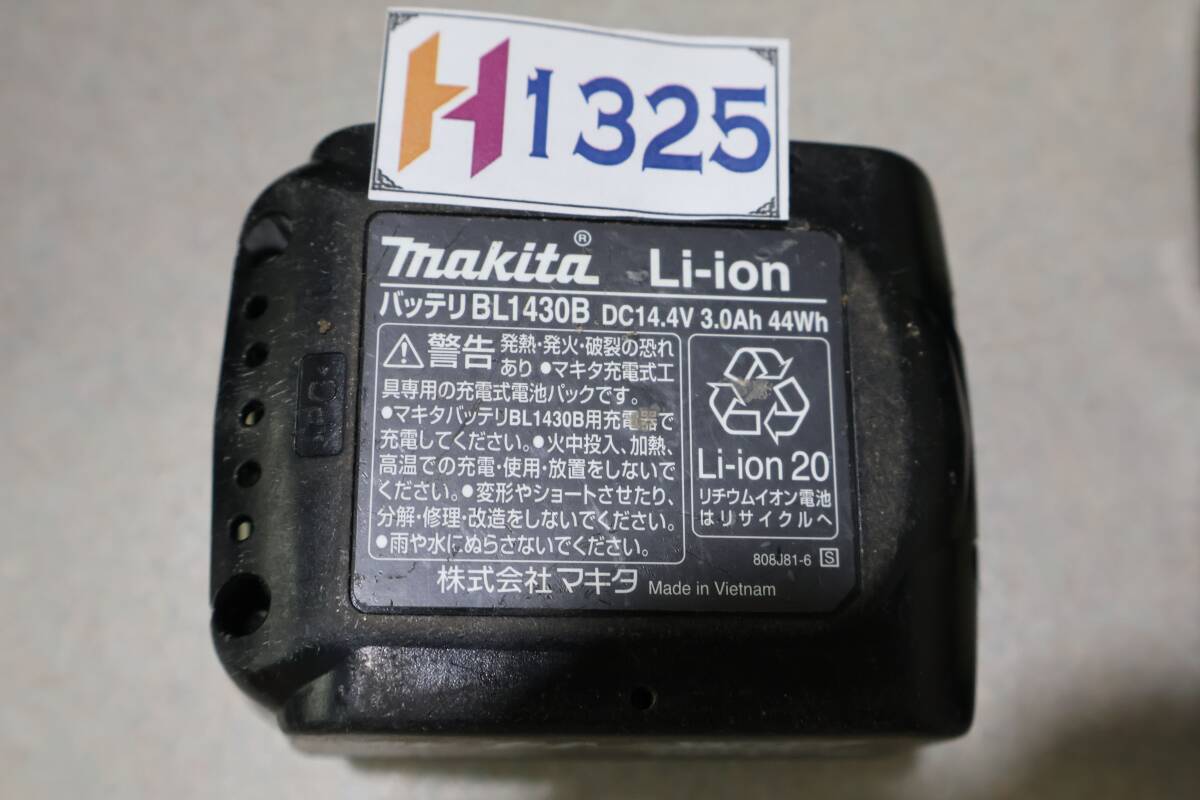 H1325
makita® Li-ion
バッテリ BL1430B DC14.4V 3.0Ah 44Wh
警告 発熱・発火・破裂の恐れ
あり ●マキタ充電式工
具専用の充電式電池パックです。
●マキタバッテリBL1430B用充電器で
充電してください。●火中投入、加熱、
高温での充電・使用・放置をしないで
ください。●変形やショートさせたり、
分解・修理・改造をしないでください。
●雨や水にぬらさないでください。
Li-ion 20
リチウムイオン電池
はリサイクルへ
808J81-6 S
株式会社 マキタ Made in Vietnam